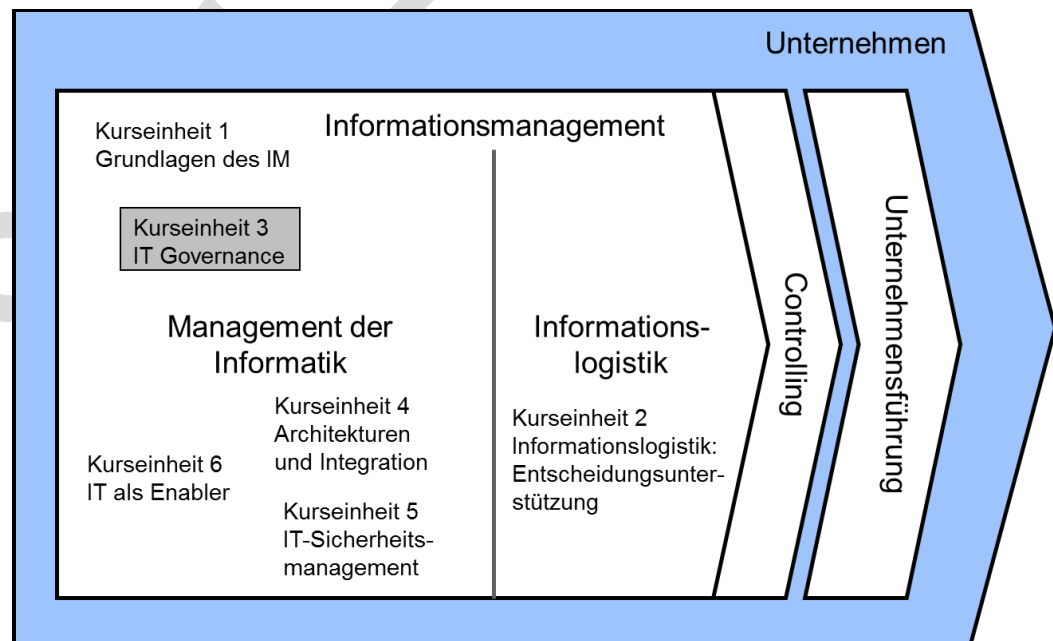 Unternehmen
Informationsmanagement
Kurseinheit 1
Grundlagen des IM
Kurseinheit 3
IT Governance
Management der
Informatik
Kurseinheit 4
Architekturen
und Integration
Kurseinheit 6
IT als Enabler
Kurseinheit 5
IT-Sicherheits-
management
Informations-
logistik
Kurseinheit 2
Informationslogistik:
Entscheidungsunter-
stützung
Controlling
Unternehmensführung